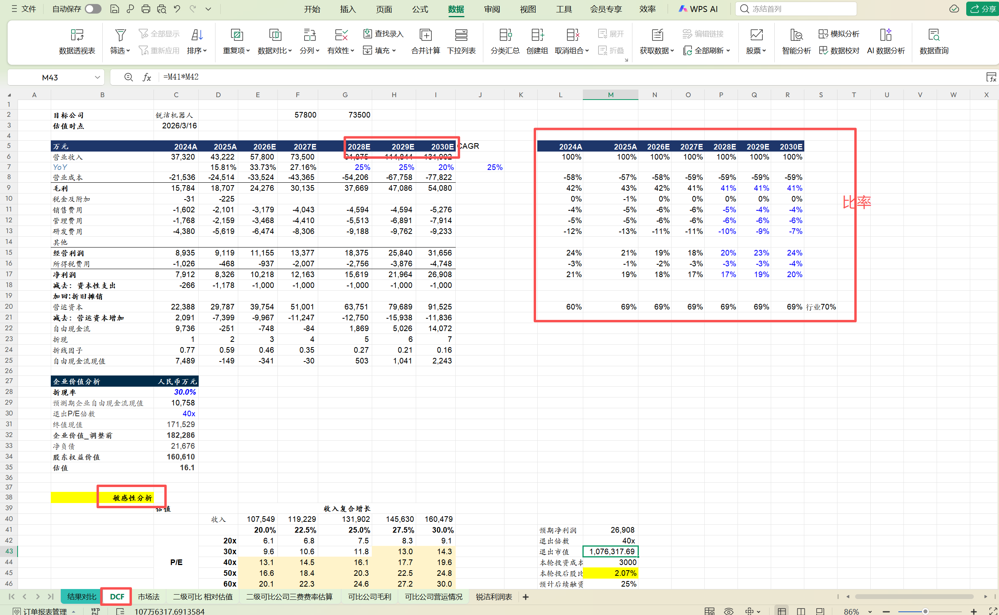 文件 自动保存 开始 插入 页面 公式 数据 审阅 视图 工具 会员专享 效率 WPS AI 冻结首列 分享
数据透视表 筛选 全部显示 重新应用 排序 重复项 数据对比 分列 有效性 查找录入 填充 合并计算 下拉列表 分类汇总 创建组 取消组合 展开 折叠 获取数据 编辑链接 全部刷新 股票 智能分析 模拟分析 数据校对 AI 数据分析 数据查询
M43 fx =M41*M42
A B C D E F G H I J K L M N O P Q R S T U V W X
1
2 目标公司 锐洁机器人 57800 73500
3 估值时点 2026/3/16
4
5 万元 2024A 2025A 2026E 2027E 2028E 2029E 2030E CAGR 2024A 2025A 2026E 2027E 2028E 2029E 2030E
6 营业收入 37,320 43,222 57,800 73,500 91,875 114,844 131,902 100% 100% 100% 100% 100% 100% 100%
7 YoY 15.81% 33.73% 27.16% 25% 25% 20% 25%
8 营业成本 -21,536 -24,514 -33,524 -43,365 -54,206 -67,758 -77,822 -58% -57% -58% -59% -59% -59% -59%
9 毛利 15,784 18,707 24,276 30,135 37,669 47,086 54,080 42% 43% 42% 41% 41% 41% 41%
10 税金及附加 -31 -225 0% -1% 0% 0% 0% 0% 0%
比率
11 销售费用 -1,602 -2,101 -3,179 -4,043 -4,594 -4,594 -5,276 -4% -5% -6% -6% -5% -4% -4%
12 管理费用 -1,768 -2,159 -3,468 -4,410 -5,513 -6,891 -7,914 -5% -5% -6% -6% -6% -6% -6%
13 研发费用 -4,380 -5,619 -6,474 -8,306 -9,188 -9,762 -9,233 -12% -13% -11% -11% -10% -9% -7%
14 其他
15 经营利润 8,935 9,119 11,155 13,377 18,375 25,840 31,656 24% 21% 19% 18% 20% 23% 24%
16 所得税费用 -1,026 -468 -937 -2,007 -2,756 -3,876 -4,748 -3% -1% -2% -3% -3% -3% -4%
17 净利润 7,912 8,326 10,218 12,163 15,619 21,964 26,908 21% 19% 18% 17% 17% 19% 20%
18 减去：资本性支出 -266 -1,178 -1,000 -1,000 -1,000 -1,000 -1,000
19 加回:折旧摊销
20 营运资本 22,388 29,787 39,754 51,001 63,751 79,689 91,525 60% 69% 69% 69% 69% 69% 69% 行业70%
21 减去：营运资本增加 2,091 -7,399 -9,967 -11,247 -12,750 -15,938 -11,836
22 自由现金流 9,736 -251 -748 -84 1,869 5,026 14,072
23 折现 1 2 3 4 5 6 7
24 折线因子 0.77 0.59 0.46 0.35 0.27 0.21 0.16
25 自由现金流现值 7,489 -149 -341 -30 503 1,041 2,243
26
27 企业价值分析 人民币万元
28 折现率 30.0%
29 预测期企业自由现金流现值 10,758
30 退出P/E倍数 40x
31 终值现值 171,529
32 企业价值_调整前 182,286
33 净负债 21,676
34 股东权益价值 160,610
35 估值 16.1
36
37
38 敏感性分析
39 估值 收入复合增长
40 收入 107,549 119,229 131,902 145,630 160,479
41 20.0% 22.5% 25.0% 27.5% 30.0% 预期净利润 26,908
42 20x 6.1 6.8 7.5 8.3 9.1 退出倍数 40x
43 30x 9.6 10.6 11.8 13.0 14.3 退出市值 1,076,317.69
44 P/E 40x 13.1 14.5 16.1 17.7 19.6 本轮投资成本 3000
45 50x 16.6 18.4 20.3 22.5 24.8 本轮投后股比 2.07%
46 60x 20.1 22.3 24.6 27.2 30.0 预计后续融资 25%
结果对比 DCF 市场法 二级可比 相对估值 二级可比公司三费费率估算 可比公司毛利 可比公司营运情况 锐洁利润表
订单报表管理 107万6317.6913584 86%